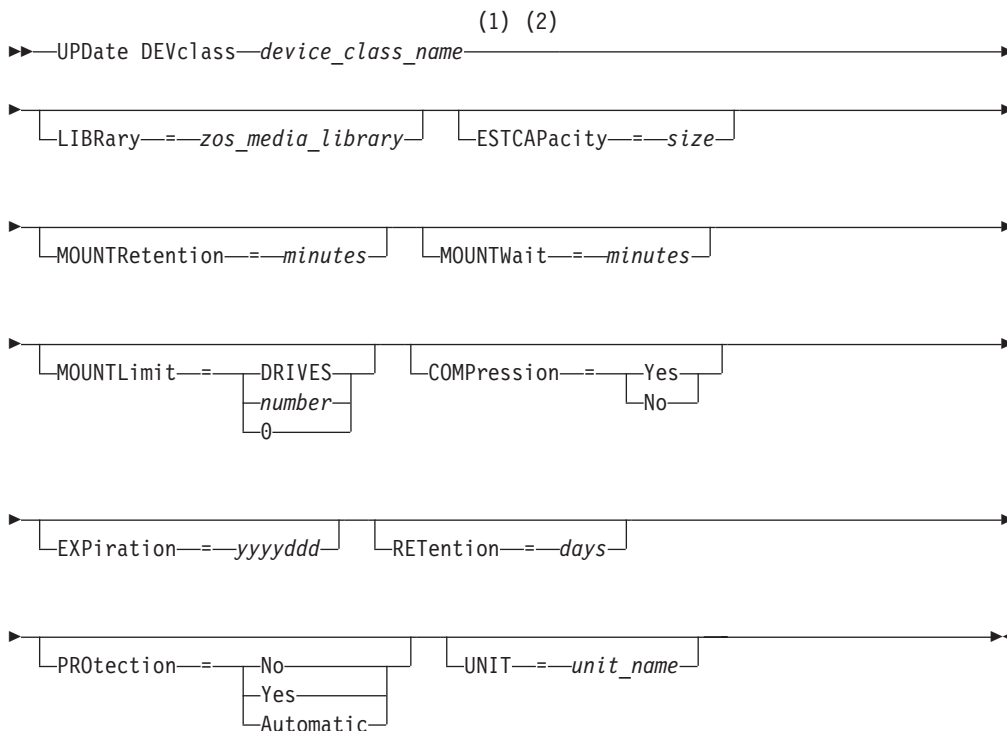 (1) (2)
UPDate DEVclass device_class_name
LIBRary = zos_media_library ESTCAPacity = size
MOUNTRetention = minutes MOUNTWait = minutes
MOUNTLimit = DRIVES COMPression = Yes
number No
0
EXPiration = yyyyddd RETention = days
PROtection = No UNIT = unit_name
Yes
Automatic